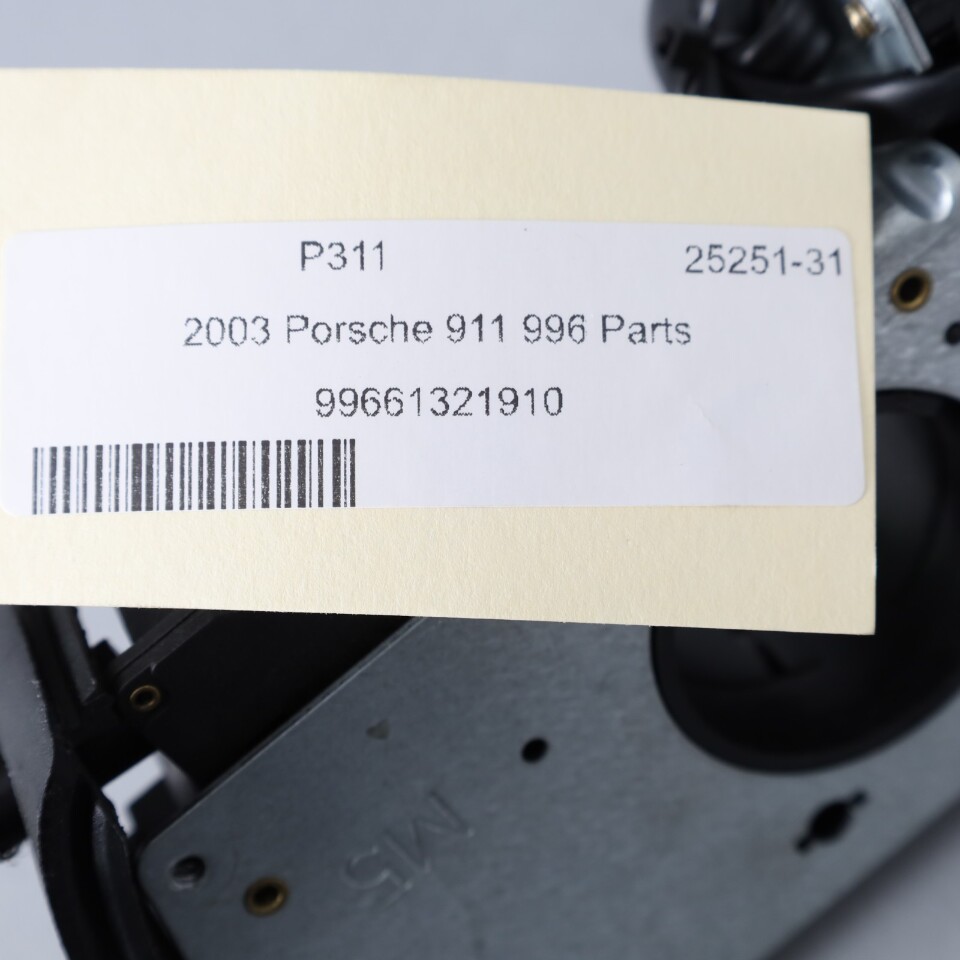 P311 25251-31
2003 Porsche 911 996 Parts
99661321910
M5